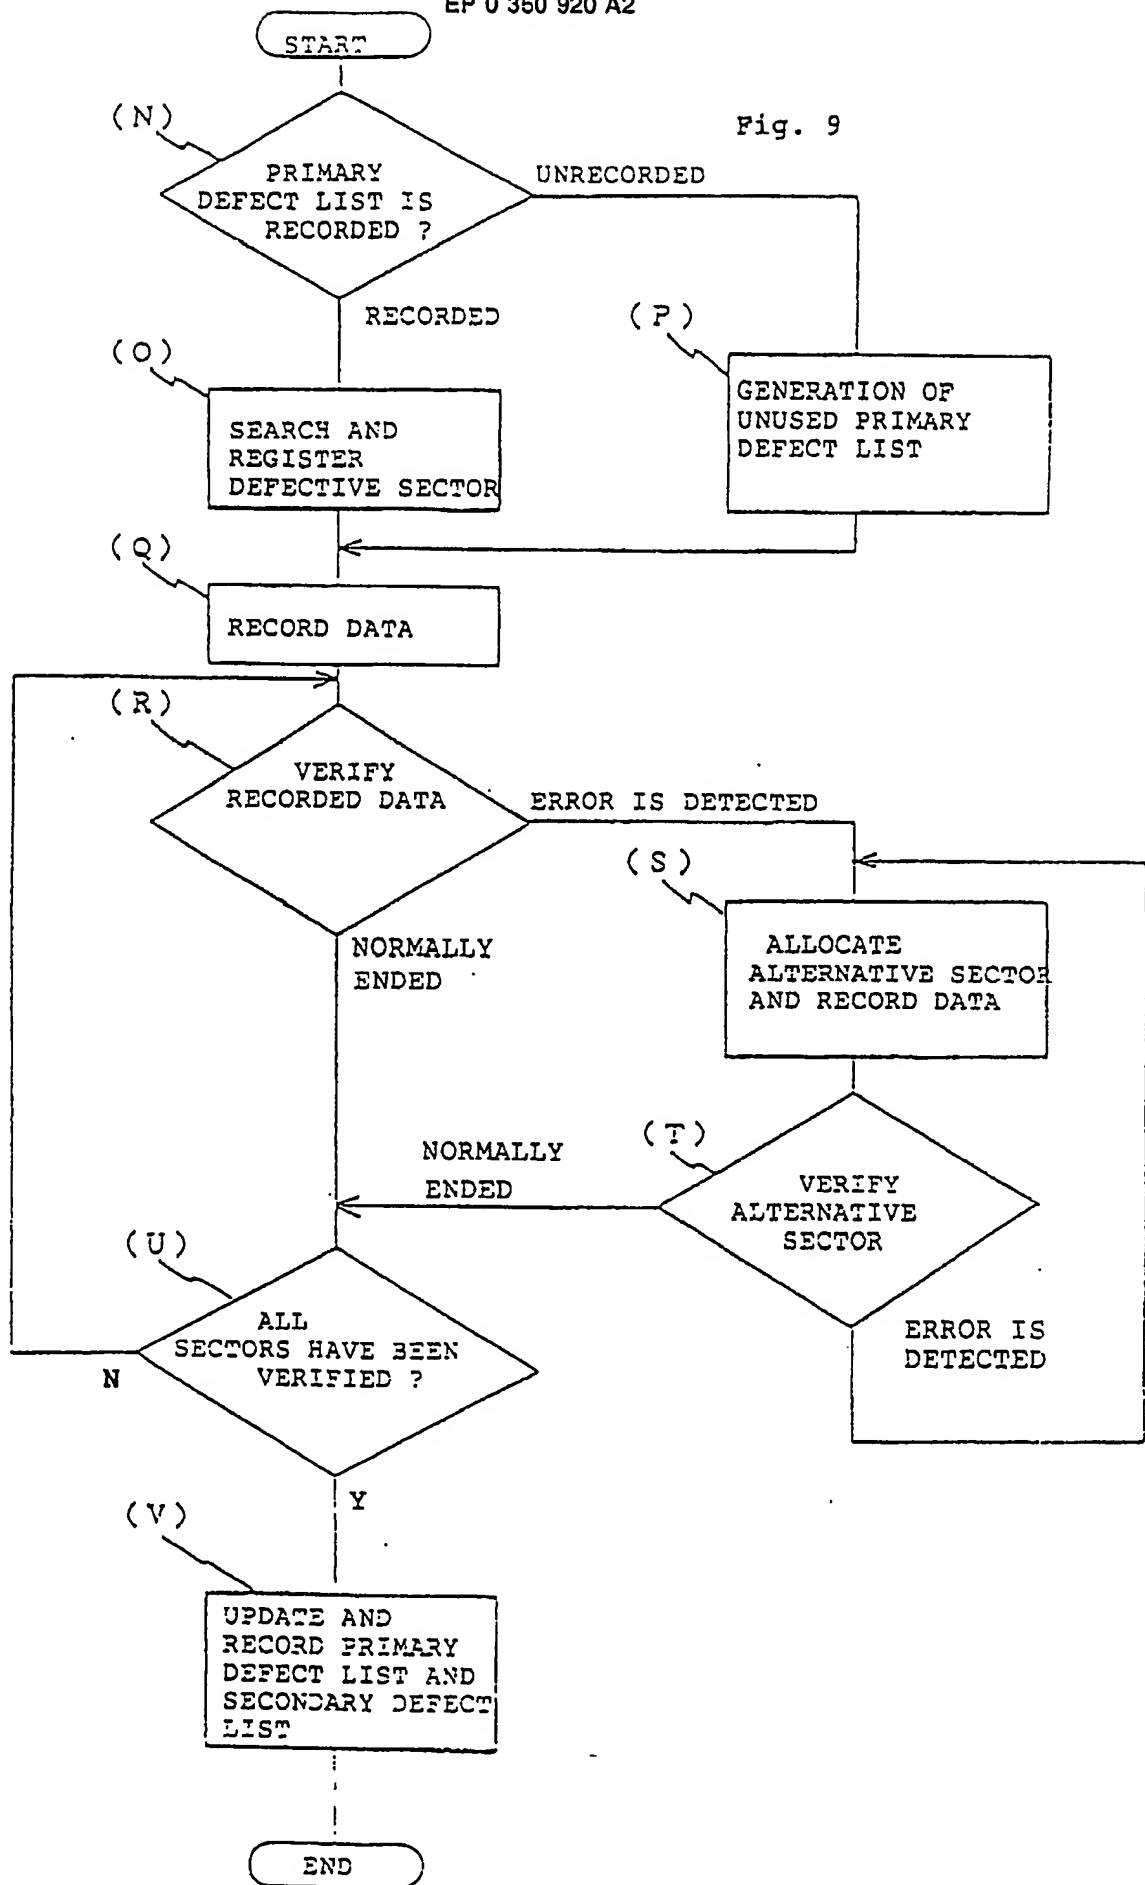 EP 0 350 920 A2
START
(N)
Fig. 9
PRIMARY
DEFECT LIST IS
RECORDED ?
UNRECORDED
RECORDED
(P)
(O)
GENERATION OF
UNUSED PRIMARY
DEFECT LIST
SEARCH AND
REGISTER
DEFECTIVE SECTOR
(Q)
RECORD DATA
(R)
VERIFY
RECORDED DATA
ERROR IS DETECTED
(S)
NORMALLY
ENDED
ALLOCATE
ALTERNATIVE SECTOR
AND RECORD DATA
(T)
NORMALLY
ENDED
VERIFY
ALTERNATIVE
SECTOR
(U)
ALL
SECTORS HAVE BEEN
VERIFIED ?
N
ERROR IS
DETECTED
Y
(V)
UPDATE AND
RECORD PRIMARY
DEFECT LIST AND
SECONDARY DEFECT
LIST
END